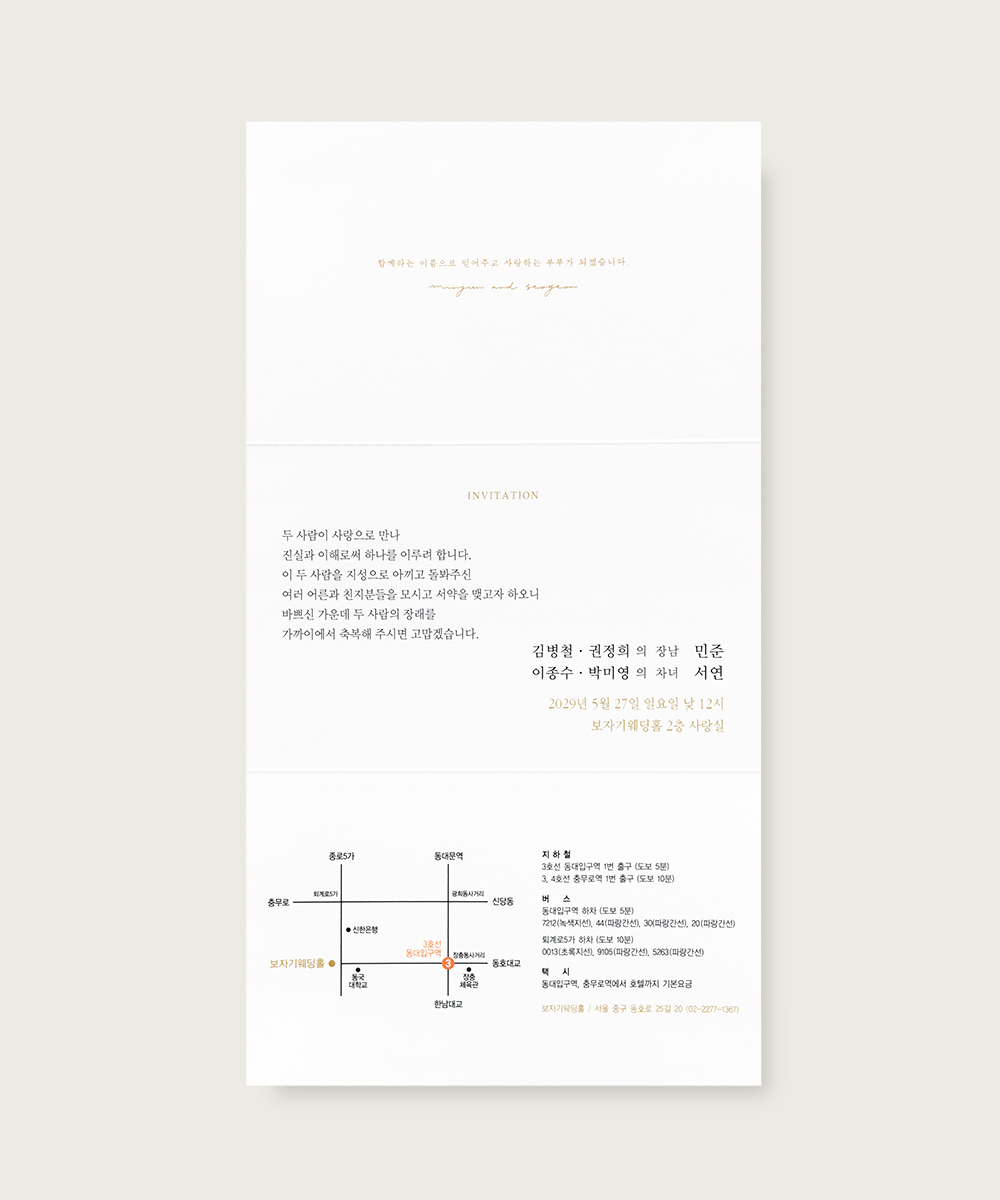 함께라는 이름으로 믿어주고 사랑하는 부부가 되겠습니다.
minjun and seoyeon
INVITATION
두 사람이 사랑으로 만나
진실과 이해로써 하나를 이루려 합니다.
이 두 사람을 지성으로 아끼고 돌봐주신
여러 어른과 친지분들을 모시고 서약을 맺고자 하오니
바쁘신 가운데 두 사람의 장래를
가까이에서 축복해 주시면 고맙겠습니다.
김병철 · 권정희 의 장남 민준
이종수 · 박미영 의 차녀 서연
2029년 5월 27일 일요일 낮 12시
보자기웨딩홀 2층 사랑실
종로5가
동대문역
퇴계로5가
광희동사거리
충무로
신당동
신한은행
3호선
동대입구역
장충동사거리
보자기웨딩홀
3
동호대교
동국
대학교
장충
체육관
한남대교
지하철
3호선 동대입구역 1번 출구 (도보 5분)
3, 4호선 충무로역 1번 출구 (도보 10분)
버 스
동대입구역 하차 (도보 5분)
7212(녹색지선), 44(파랑간선), 30(파랑간선), 20(파랑간선)
퇴계로5가 하차 (도보 10분)
0013(초록지선), 9105(파랑간선), 5263(파랑간선)
택 시
동대입구역, 충무로역에서 호텔까지 기본요금
보자기웨딩홀 / 서울 중구 동호로 25길 20 (02-2277-1367)